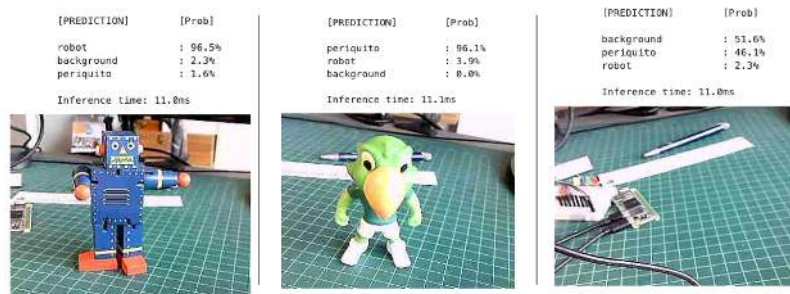 [PREDICTION] [Prob]
robot : 96.5%
background : 2.3%
periquito : 1.6%
Inference time: 11.0ms
[PREDICTION] [Prob]
periquito : 96.1%
robot : 3.9%
background : 0.0%
Inference time: 11.1ms
[PREDICTION] [Prob]
background : 51.6%
periquito : 46.1%
robot : 2.3%
Inference time: 11.0ms